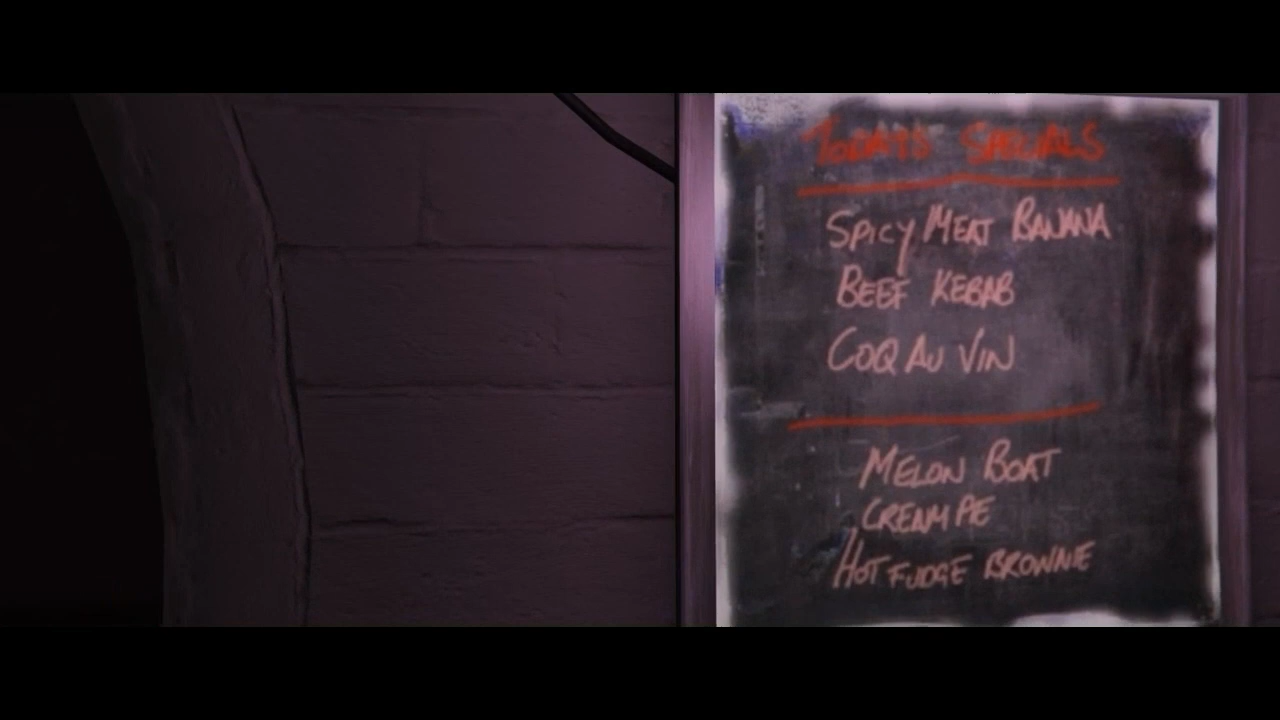 TODAYS SPECIALS
SPICY MEAT BANANA
BEEF KEBAB
COQ AU VIN
MELON BOAT
CREAM PIE
HOT FUDGE BROWNIE